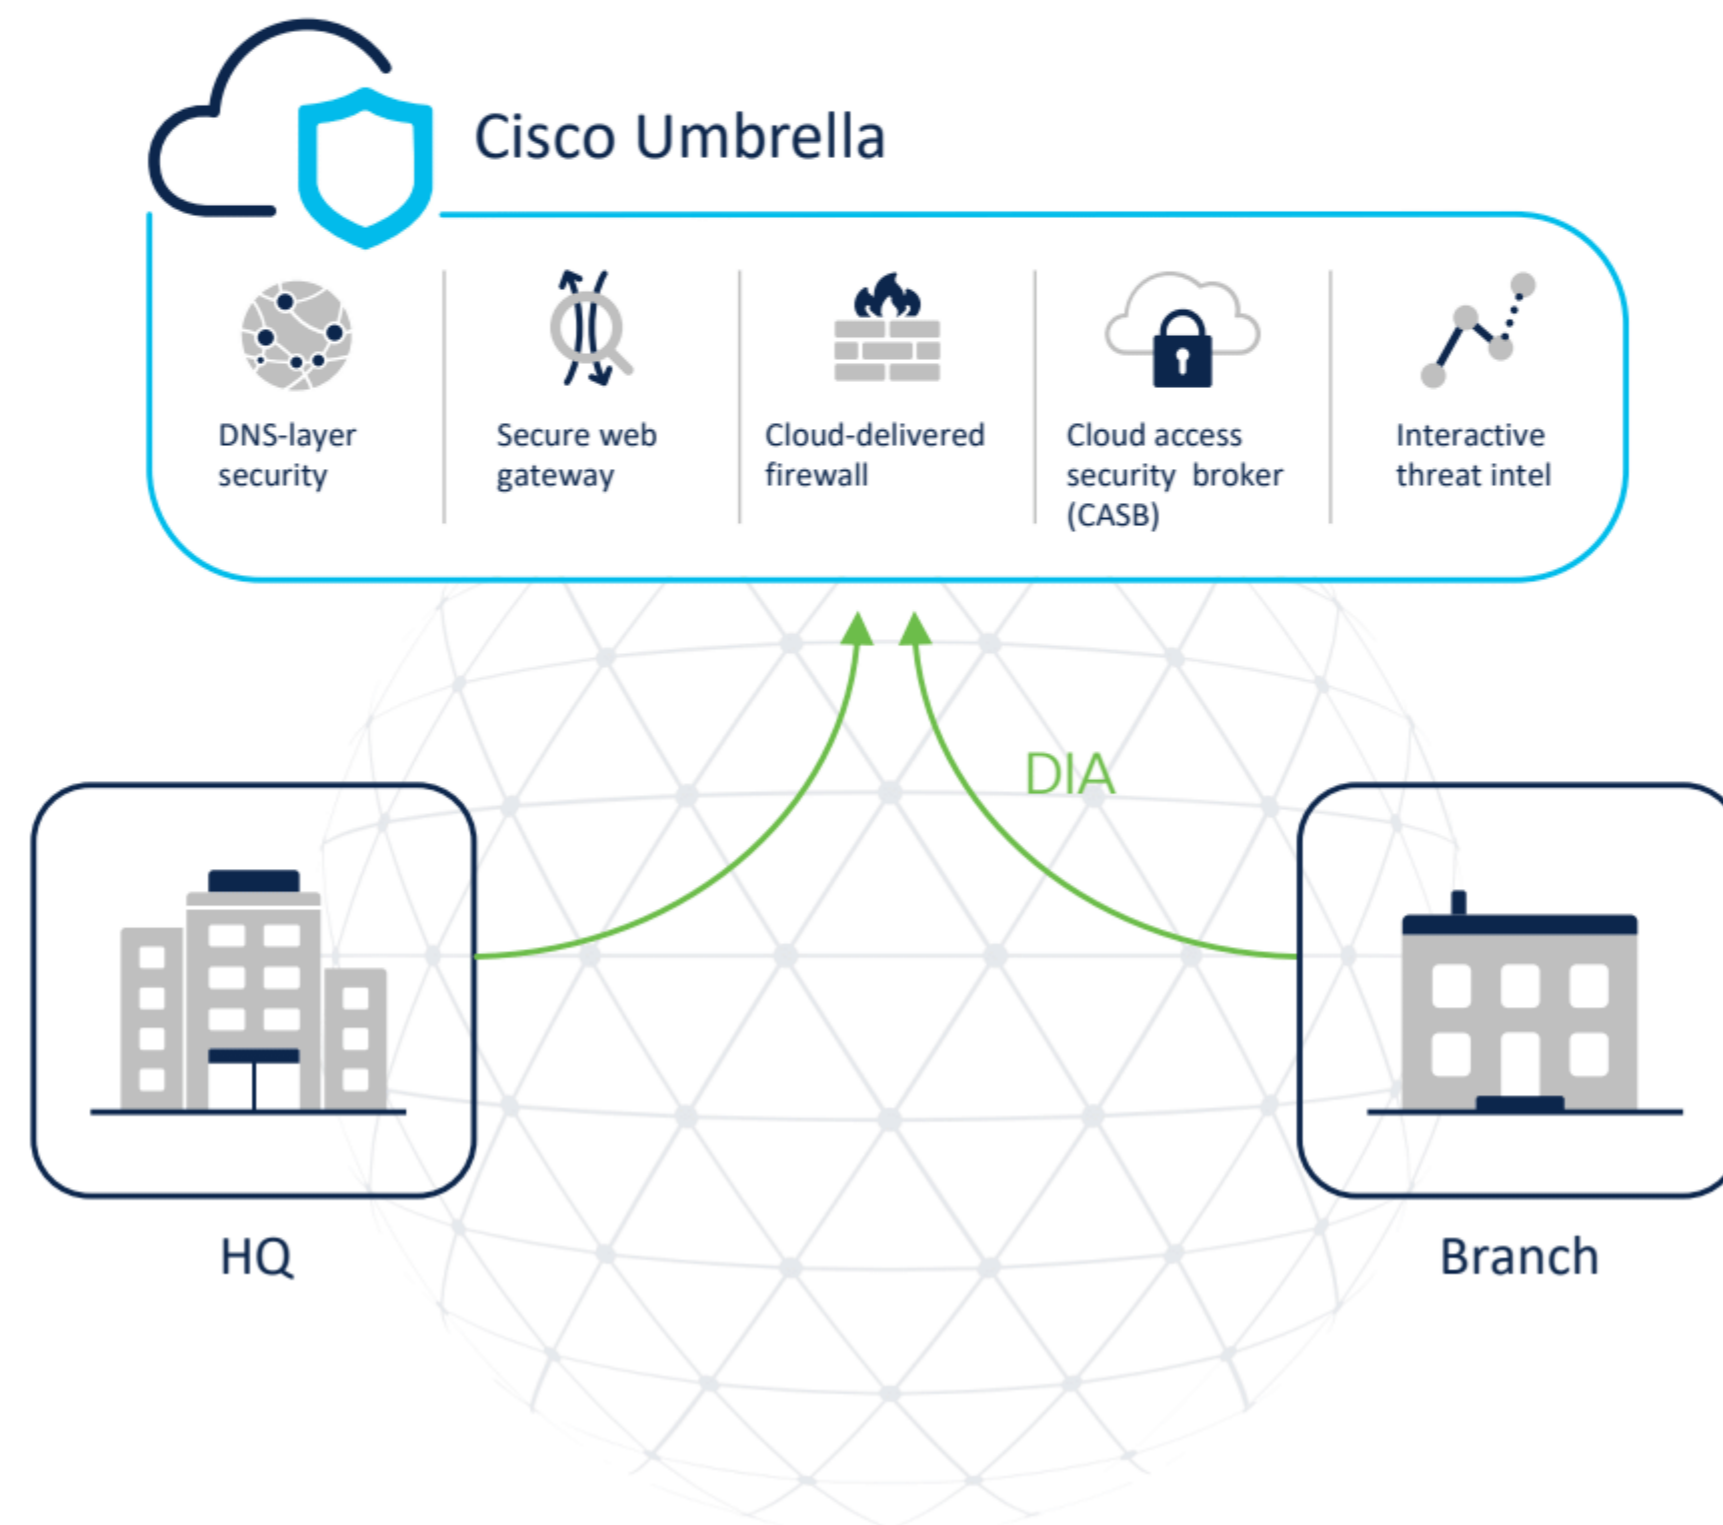 Cisco Umbrella
DNS-layer
security
Secure web
gateway
Cloud-delivered
firewall
Cloud access
security broker
(CASB)
Interactive
threat intel
DIA
HQ
Branch